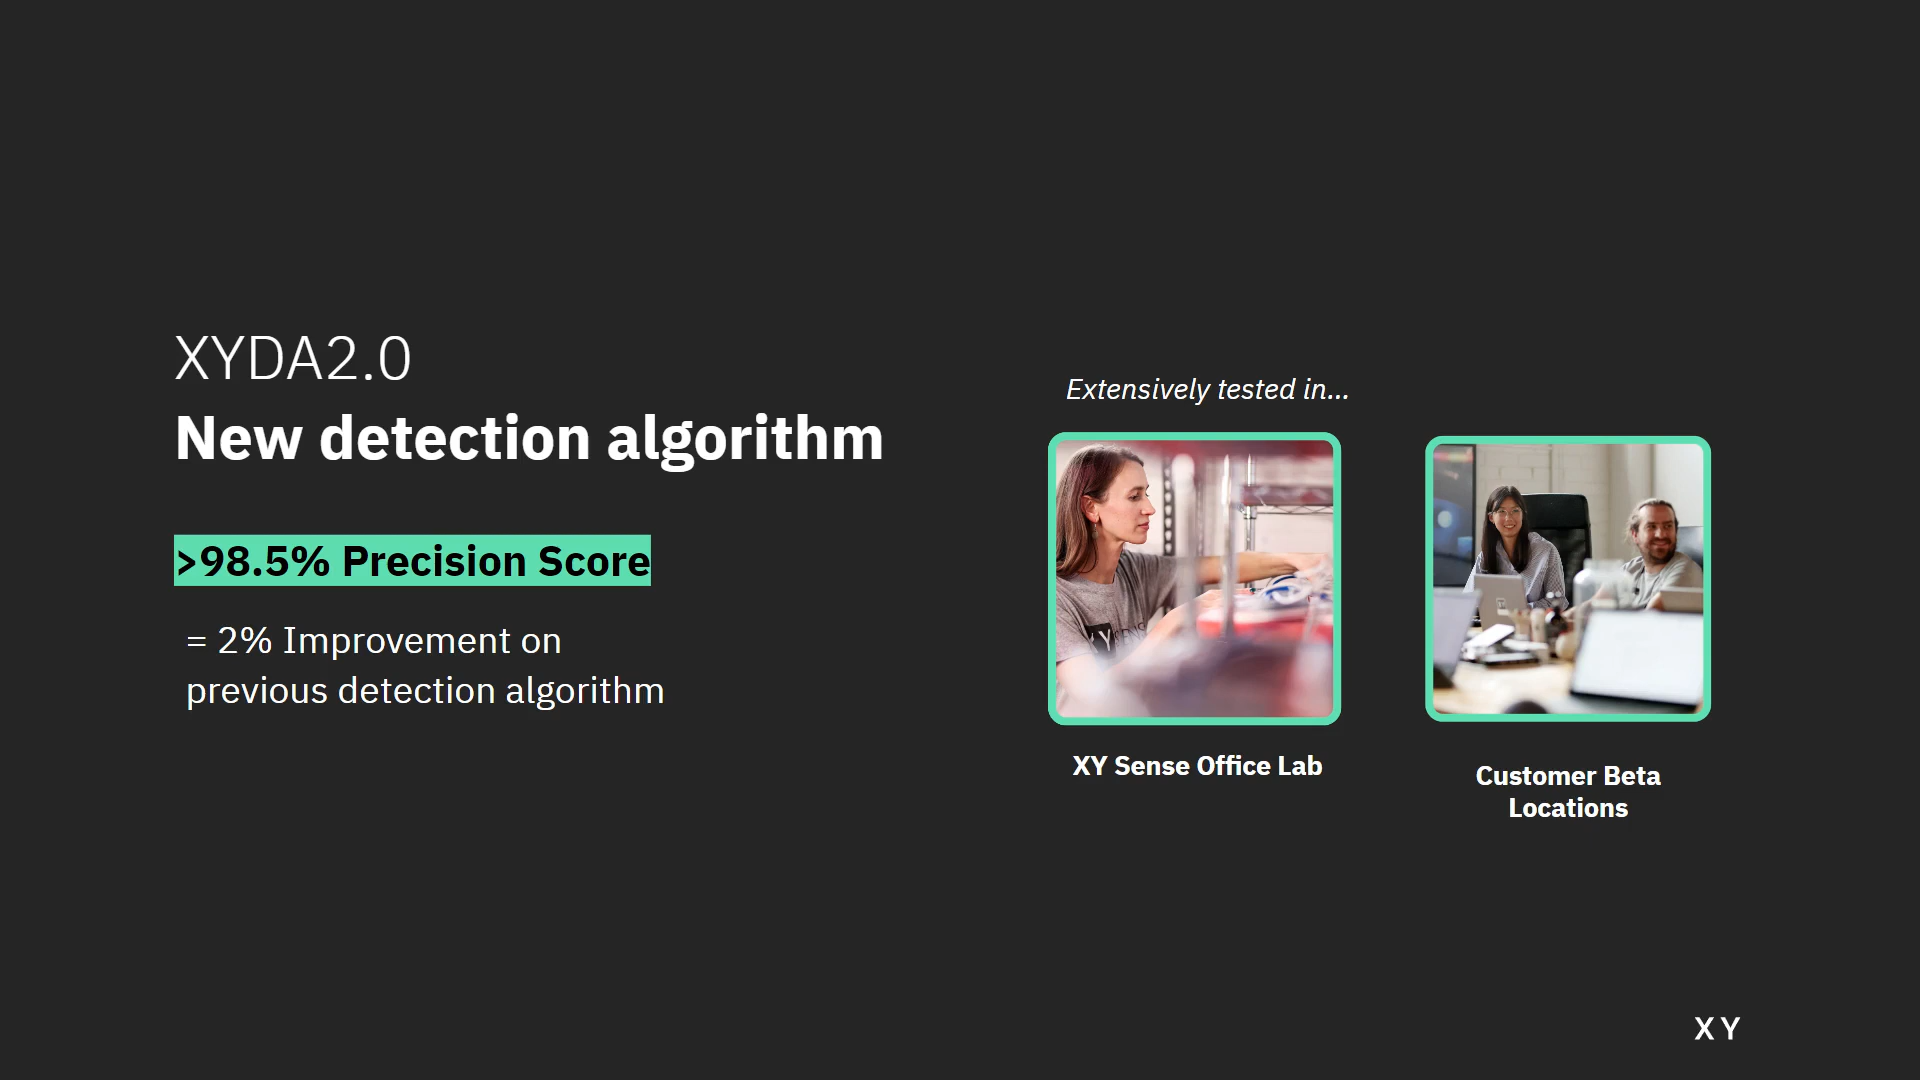 XYDA2.0
New detection algorithm
>98.5% Precision Score
= 2% Improvement on
previous detection algorithm
Extensively tested in...
XY Sense Office Lab
Customer Beta
Locations
XY